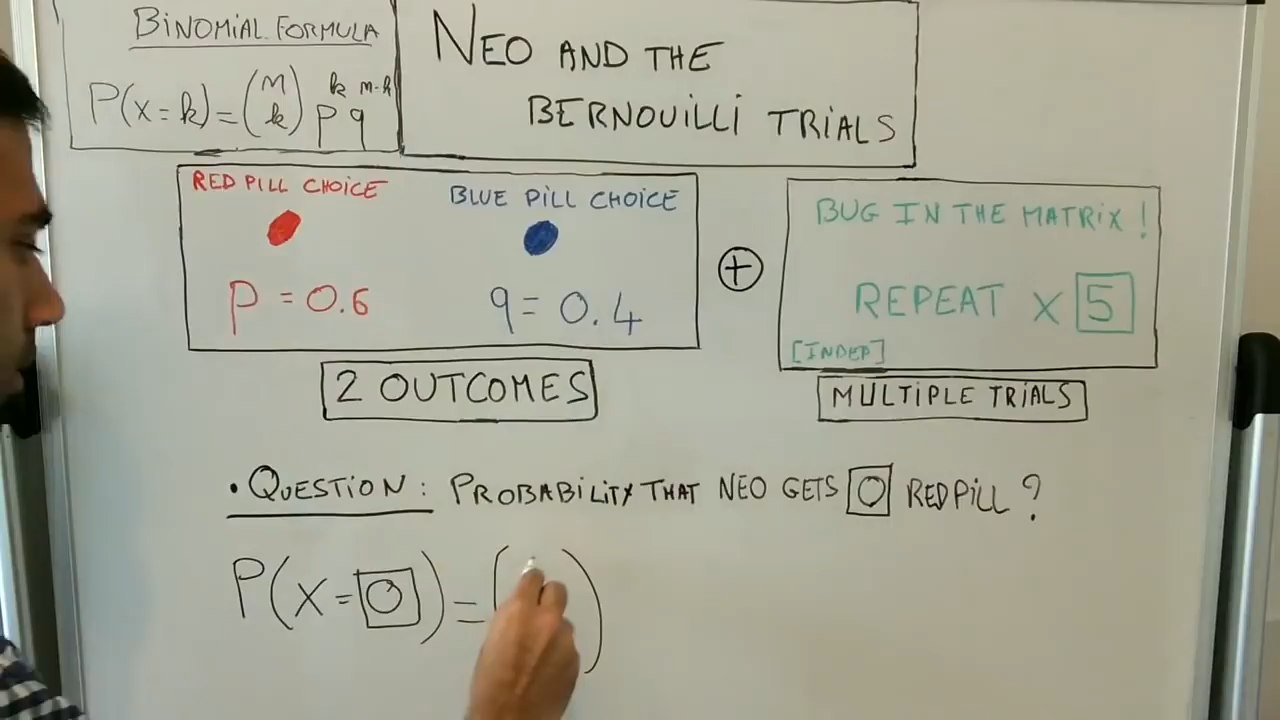 BINOMIAL FORMULA
P(X=k)=(n k) p^k q^n-k
NEO AND THE
BERNOUILLI TRIALS
RED PILL CHOICE
p = 0.6
BLUE PILL CHOICE
q = 0.4
+
BUG IN THE MATRIX !
REPEAT X 5
[INDEP]
2 OUTCOMES
MULTIPLE TRIALS
• QUESTION: PROBABILITY THAT NEO GETS 0 RED PILL ?
P(X=0)=( )